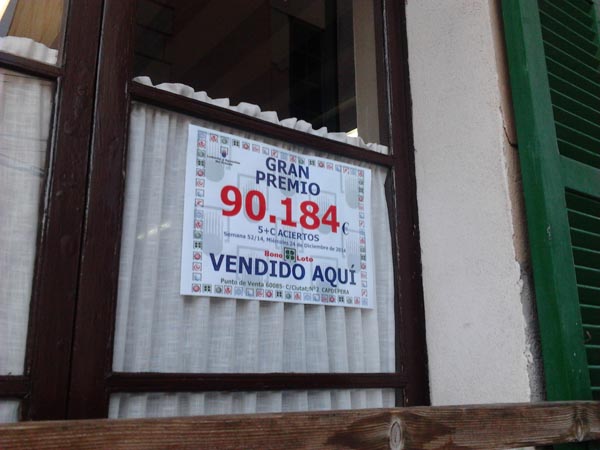 GRAN
PREMIO
90.184€
5+C ACIERTOS
Semana 52/14, Miércoles 24 de Diciembre de 2014
Bono Loto
VENDIDO AQUÍ
Punto de Venta 60085- C/Ciutat, Nº2 CAPDEPERA